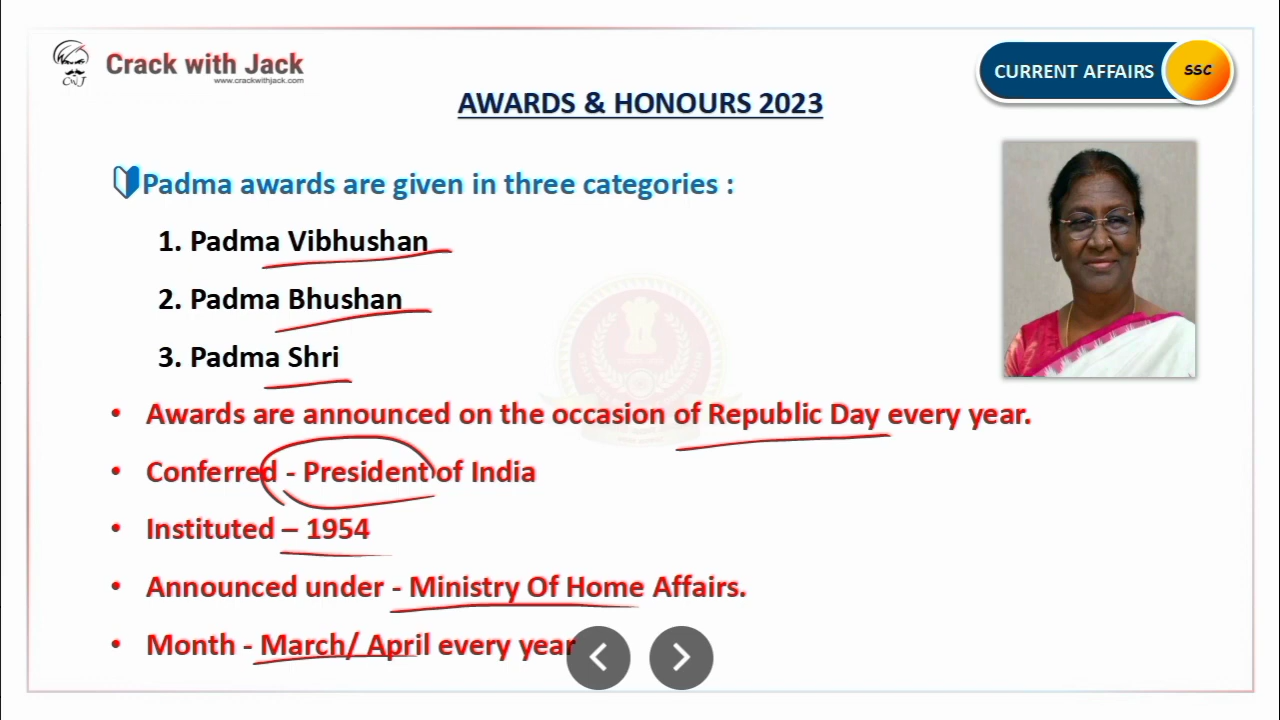 Crack with Jack
www.crackwithjack.com
CWJ
CURRENT AFFAIRS
SSC
AWARDS & HONOURS 2023
Padma awards are given in three categories :
1. Padma Vibhushan
2. Padma Bhushan
3. Padma Shri
• Awards are announced on the occasion of Republic Day every year.
• Conferred - President of India
• Instituted – 1954
• Announced under - Ministry Of Home Affairs.
• Month - March/ April every year